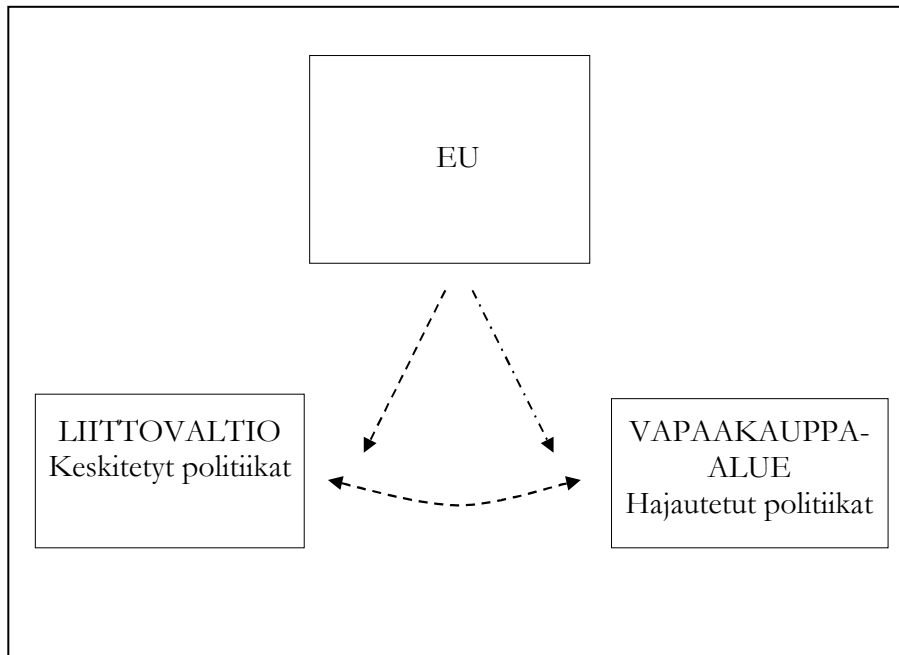 EU
LIITTOVALTIO
Keskitetyt politiikat
VAPAAKAUPPA-
ALUE
Hajautetut politiikat